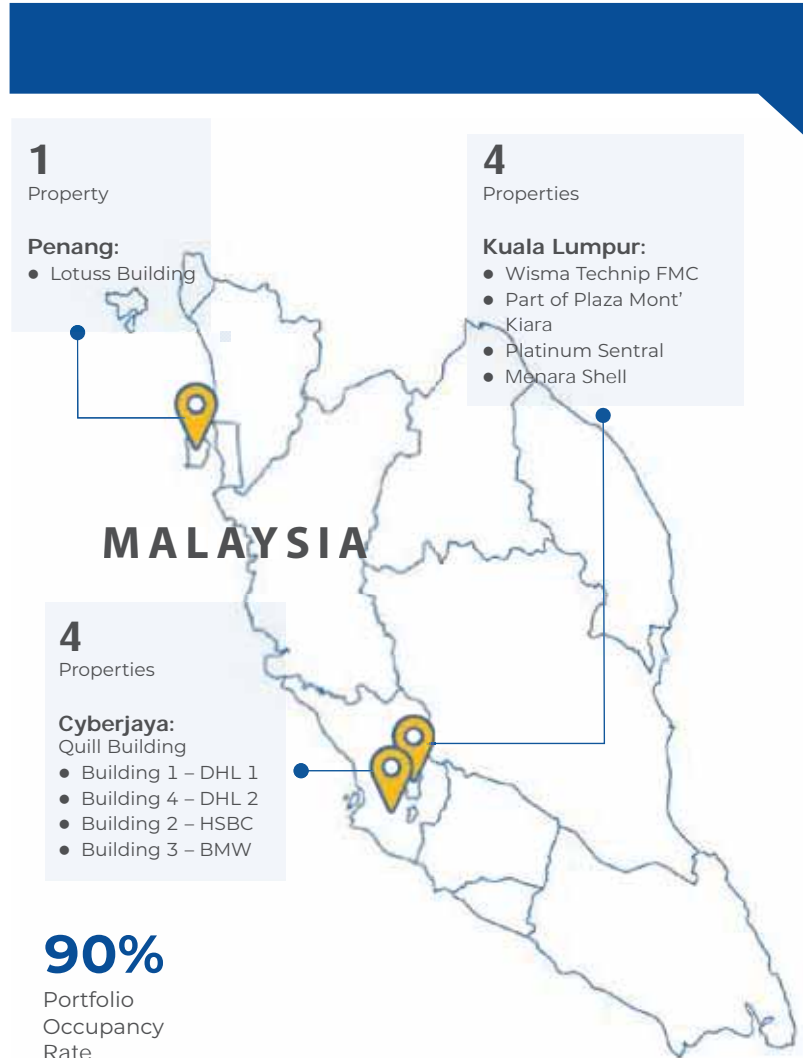 1
Property
Penang:
● Lotuss Building
4
Properties
Kuala Lumpur:
● Wisma Technip FMC
● Part of Plaza Mont'
Kiara
● Platinum Sentral
● Menara Shell
MALAYSIA
4
Properties
Cyberjaya:
Quill Building
● Building 1 – DHL 1
● Building 4 – DHL 2
● Building 2 – HSBC
● Building 3 – BMW
90%
Portfolio
Occupancy
Rate